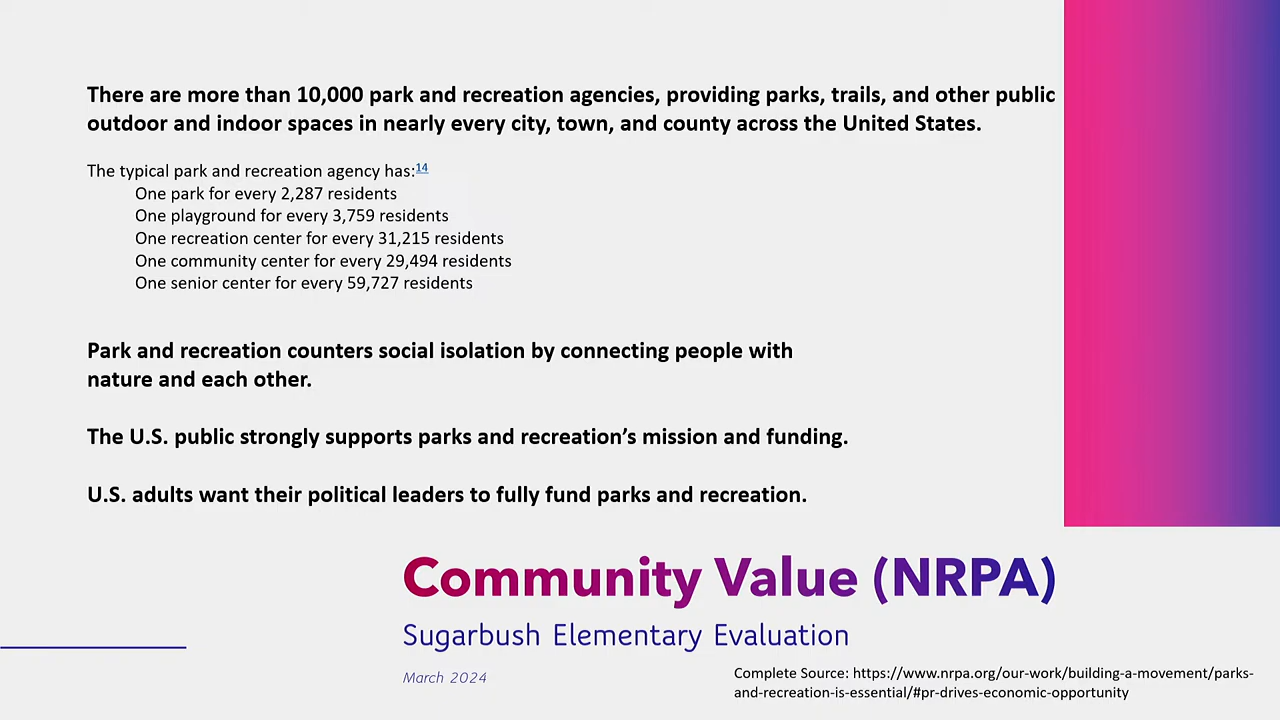 There are more than 10,000 park and recreation agencies, providing parks, trails, and other public
outdoor and indoor spaces in nearly every city, town, and county across the United States.
The typical park and recreation agency has:14
One park for every 2,287 residents
One playground for every 3,759 residents
One recreation center for every 31,215 residents
One community center for every 29,494 residents
One senior center for every 59,727 residents
Park and recreation counters social isolation by connecting people with
nature and each other.
The U.S. public strongly supports parks and recreation’s mission and funding.
U.S. adults want their political leaders to fully fund parks and recreation.
Community Value (NRPA)
Sugarbush Elementary Evaluation
March 2024
Complete Source: https://www.nrpa.org/our-work/building-a-movement/parks-
and-recreation-is-essential/#pr-drives-economic-opportunity